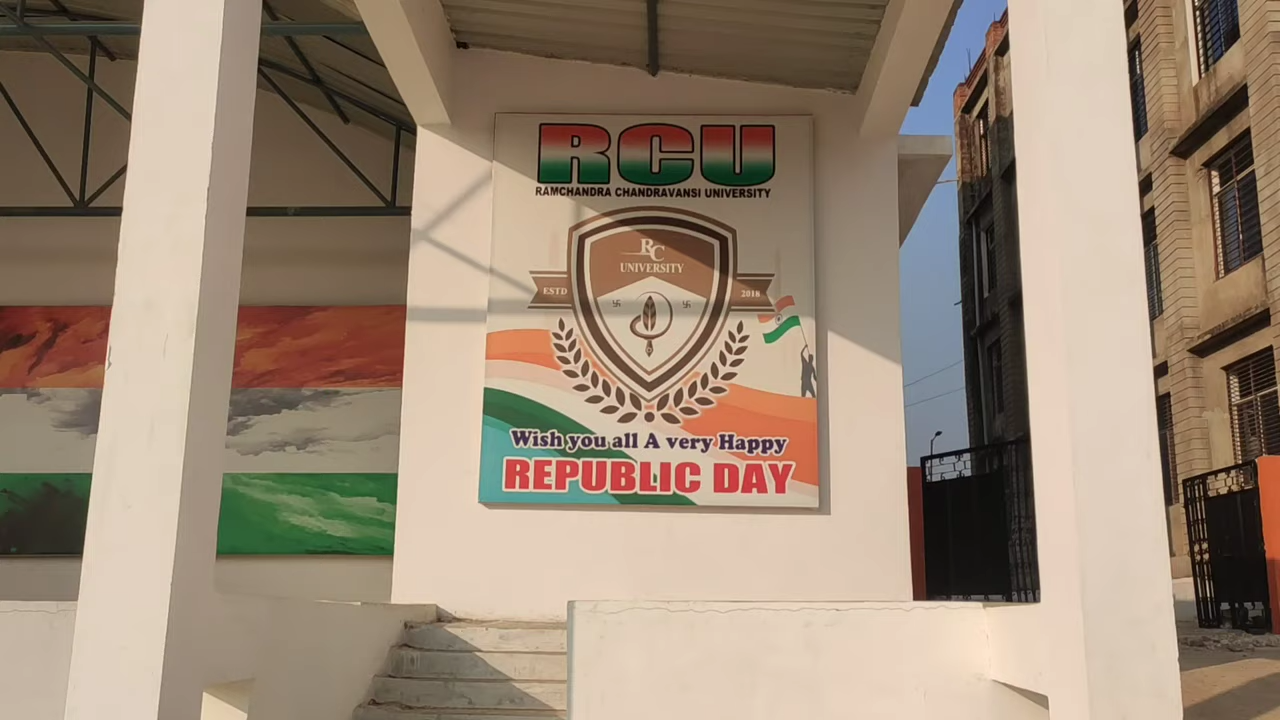 RCU
RAMCHANDRA CHANDRAVANSI UNIVERSITY
RC
UNIVERSITY
ESTD 2018
Wish you all A very Happy
REPUBLIC DAY